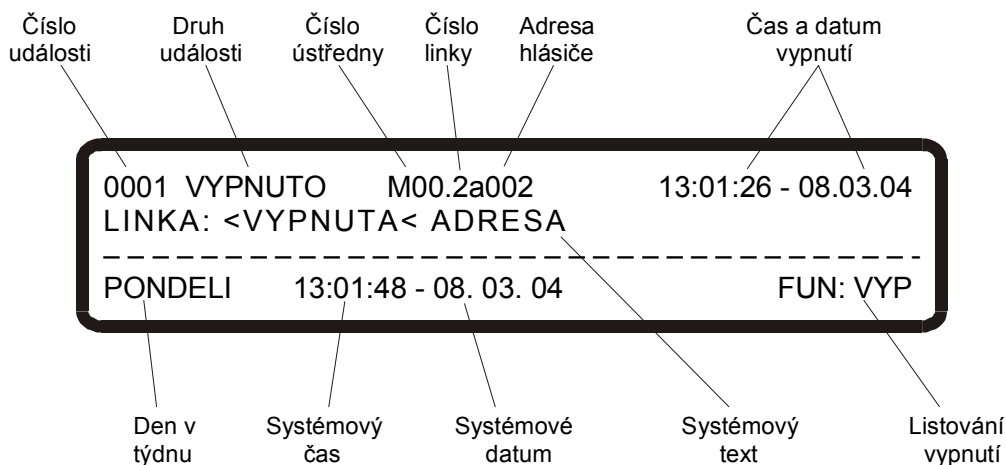 Číslo události
Druh události
Číslo ústředny
Číslo linky
Adresa hlásiče
Čas a datum vypnutí
0001 VYPNUTO M00.2a002 13:01:26 - 08.03.04
LINKA: <VYPNUTA< ADRESA
PONDELI 13:01:48 - 08. 03. 04 FUN: VYP
Den v týdnu
Systémový čas
Systémové datum
Systémový text
Listování vypnutí